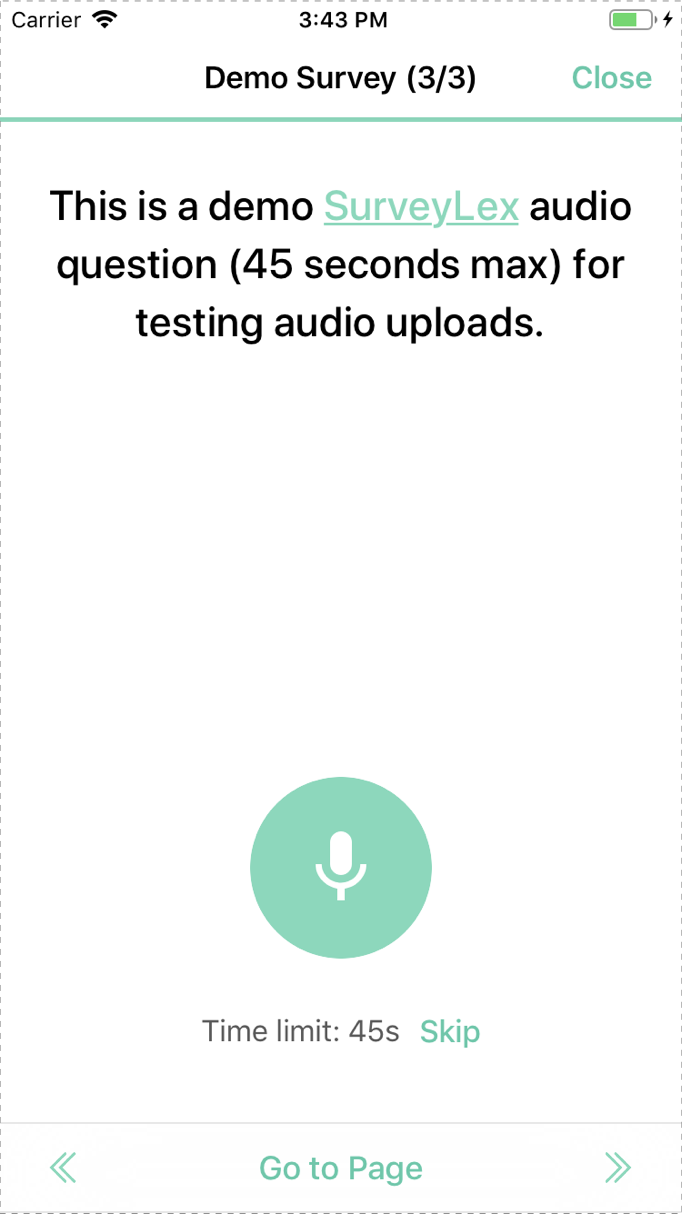 Carrier 3:43 PM
Demo Survey (3/3) Close
This is a demo SurveyLex audio
question (45 seconds max) for
testing audio uploads.
Time limit: 45s Skip
Go to Page